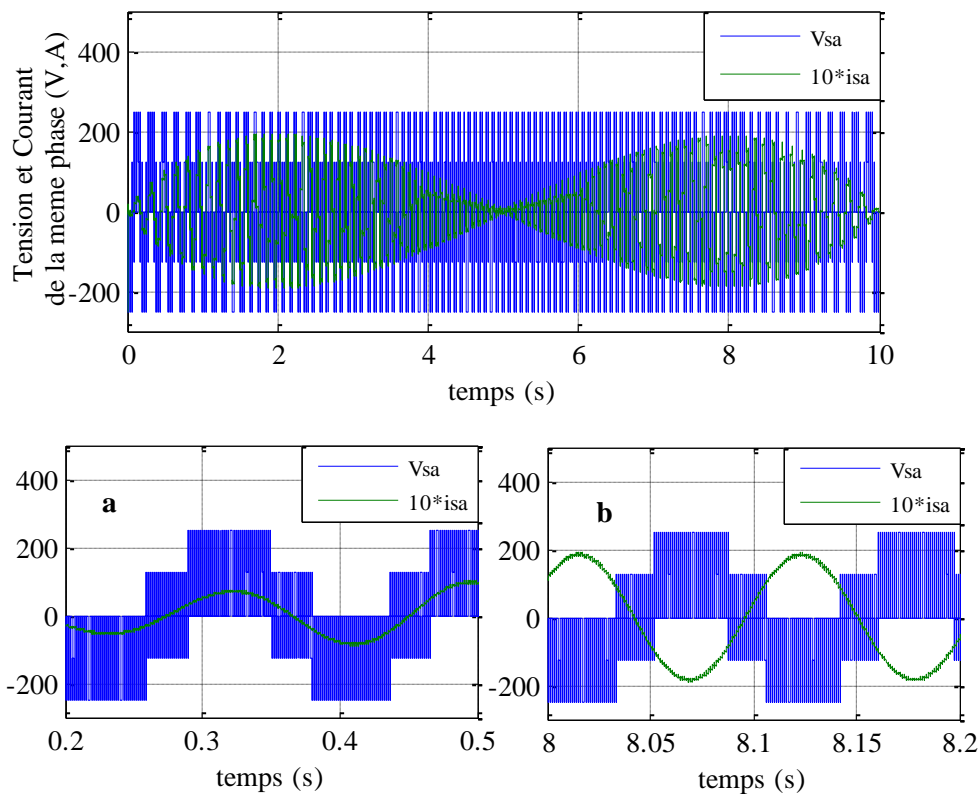 Tension et Courant
de la meme phase (V,A)
400
200
0
-200
Vsa
10*isa
0 2 4 6 8 10
temps (s)
a
400
200
0
-200
Vsa
10*isa
0.2 0.3 0.4 0.5
temps (s)
b
400
200
0
-200
Vsa
10*isa
8 8.05 8.10 8.15 8.2
temps (s)